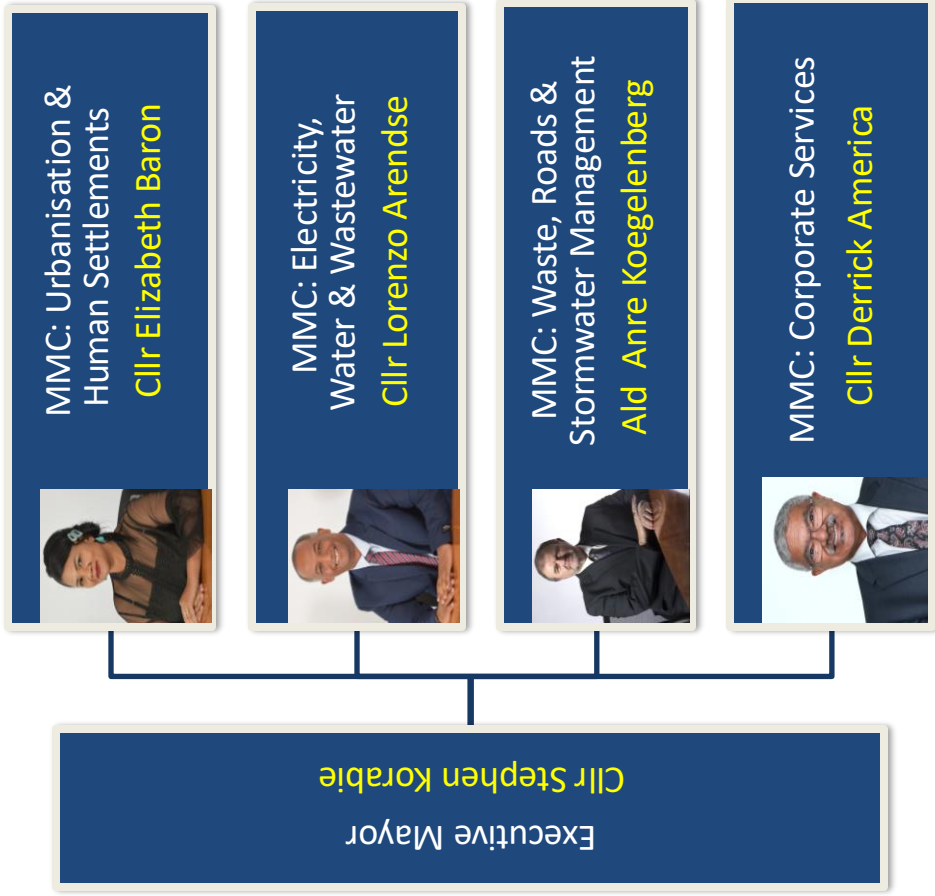 Executive Mayor
Cllr Stephen Korabie
MMC: Urbanisation &
Human Settlements
Cllr Elizabeth Baron
MMC: Electricity,
Water & Wastewater
Cllr Lorenzo Arendse
MMC: Waste, Roads &
Stormwater Management
Ald Anre Koegelenberg
MMC: Corporate Services
Cllr Derrick America